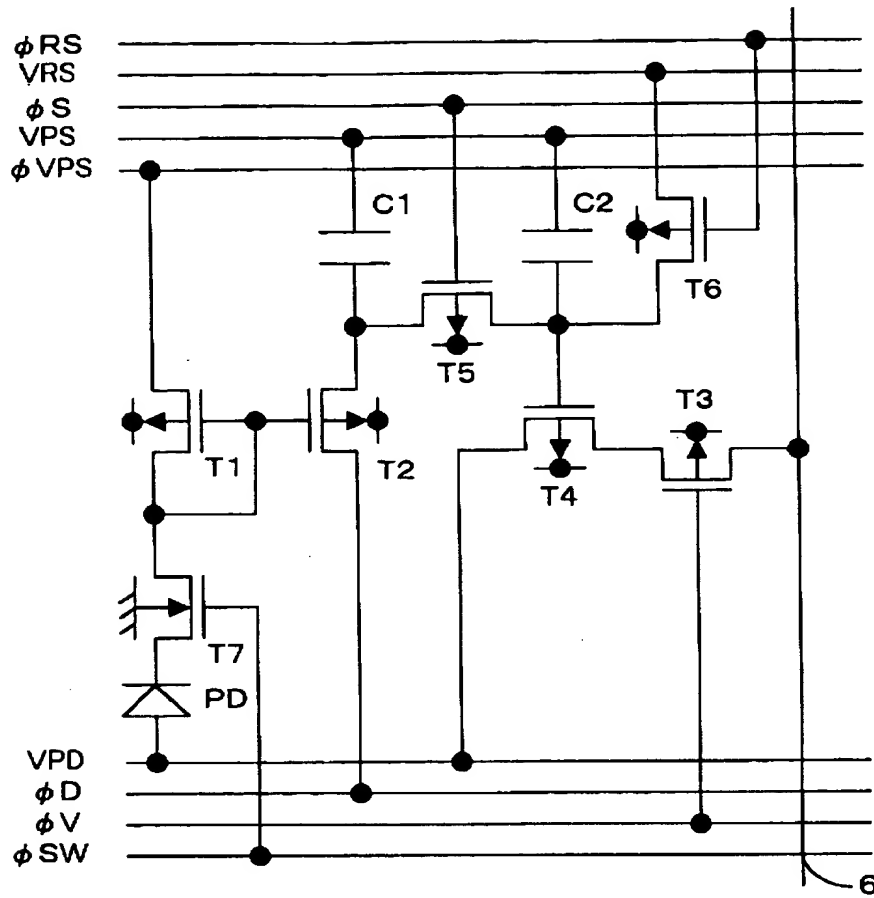 φRS
VRS
φS
VPS
φVPS
C1
C2
T6
T5
T3
T1
T2
T4
T7
PD
VPD
φD
φV
φSW
6